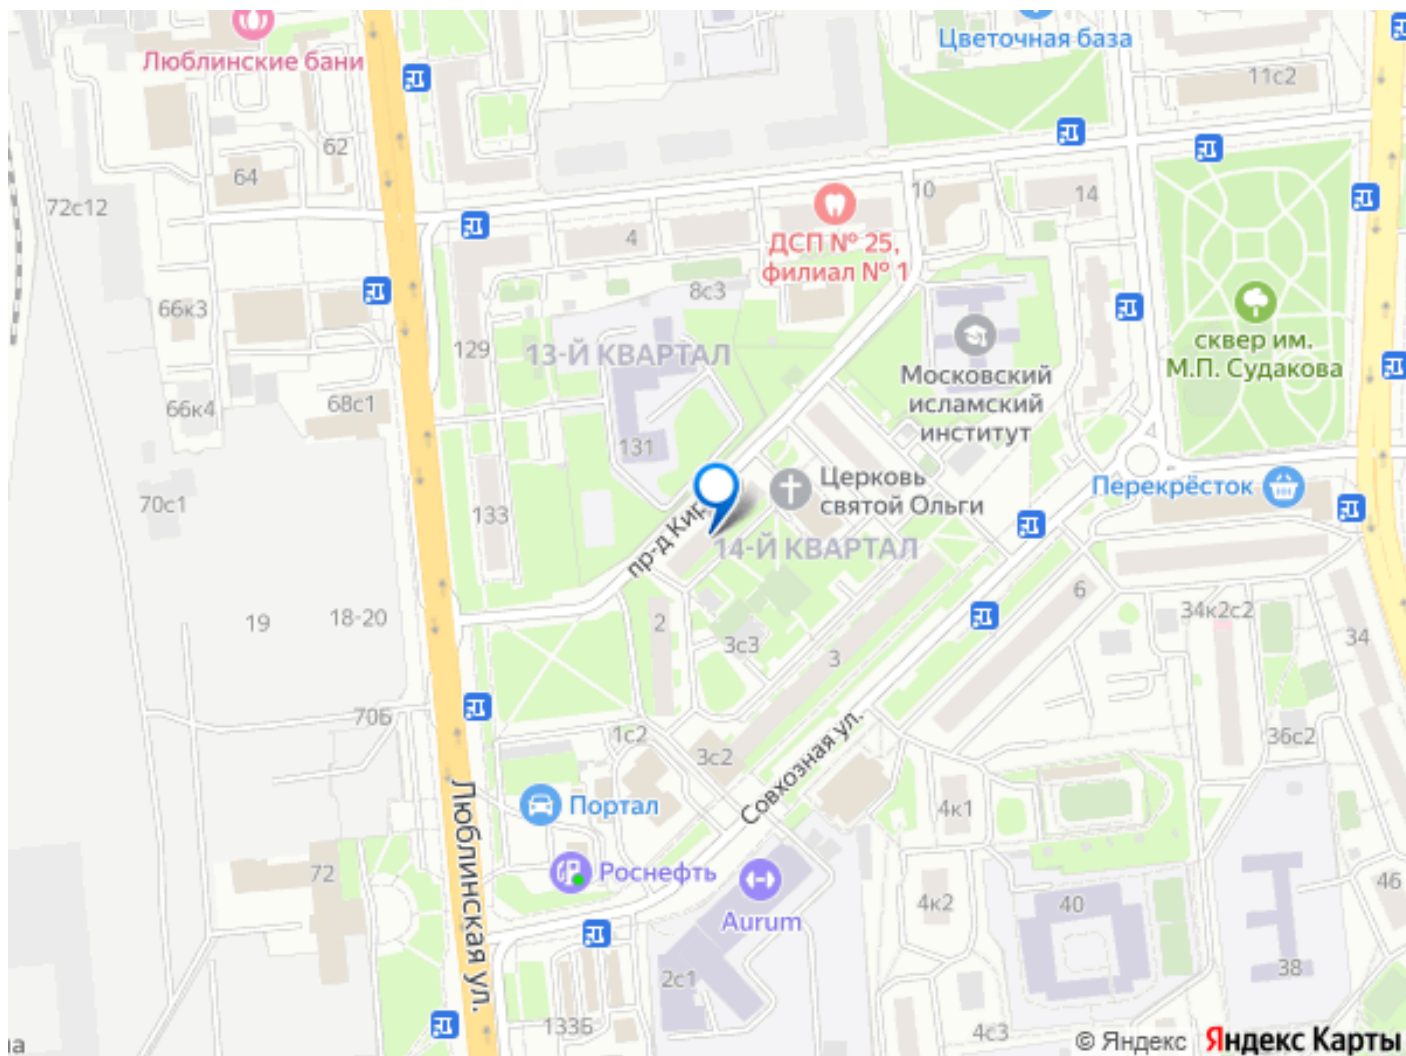 Люблинские бани
Цветочная база
11с2
62
64
72с12
10
14
4
ДСП № 25,
филиал № 1
8с3
66к3
сквер им.
М.П. Судакова
129
13-Й КВАРТАЛ
Московский
исламский
институт
66к4
68с1
131
Церковь
святой Ольги
Перекрёсток
70с1
133
пр-д Кир
14-Й КВАРТАЛ
6
34к2с2
34
19
18-20
2
3с3
3
70Б
1с2
3с2
36с2
Совхозная ул.
Портал
4к1
Люблинская ул.
72
Роснефть
Aurum
4к2
40
46
2с1
38
133Б
4с3
© Яндекс
Яндекс Карты